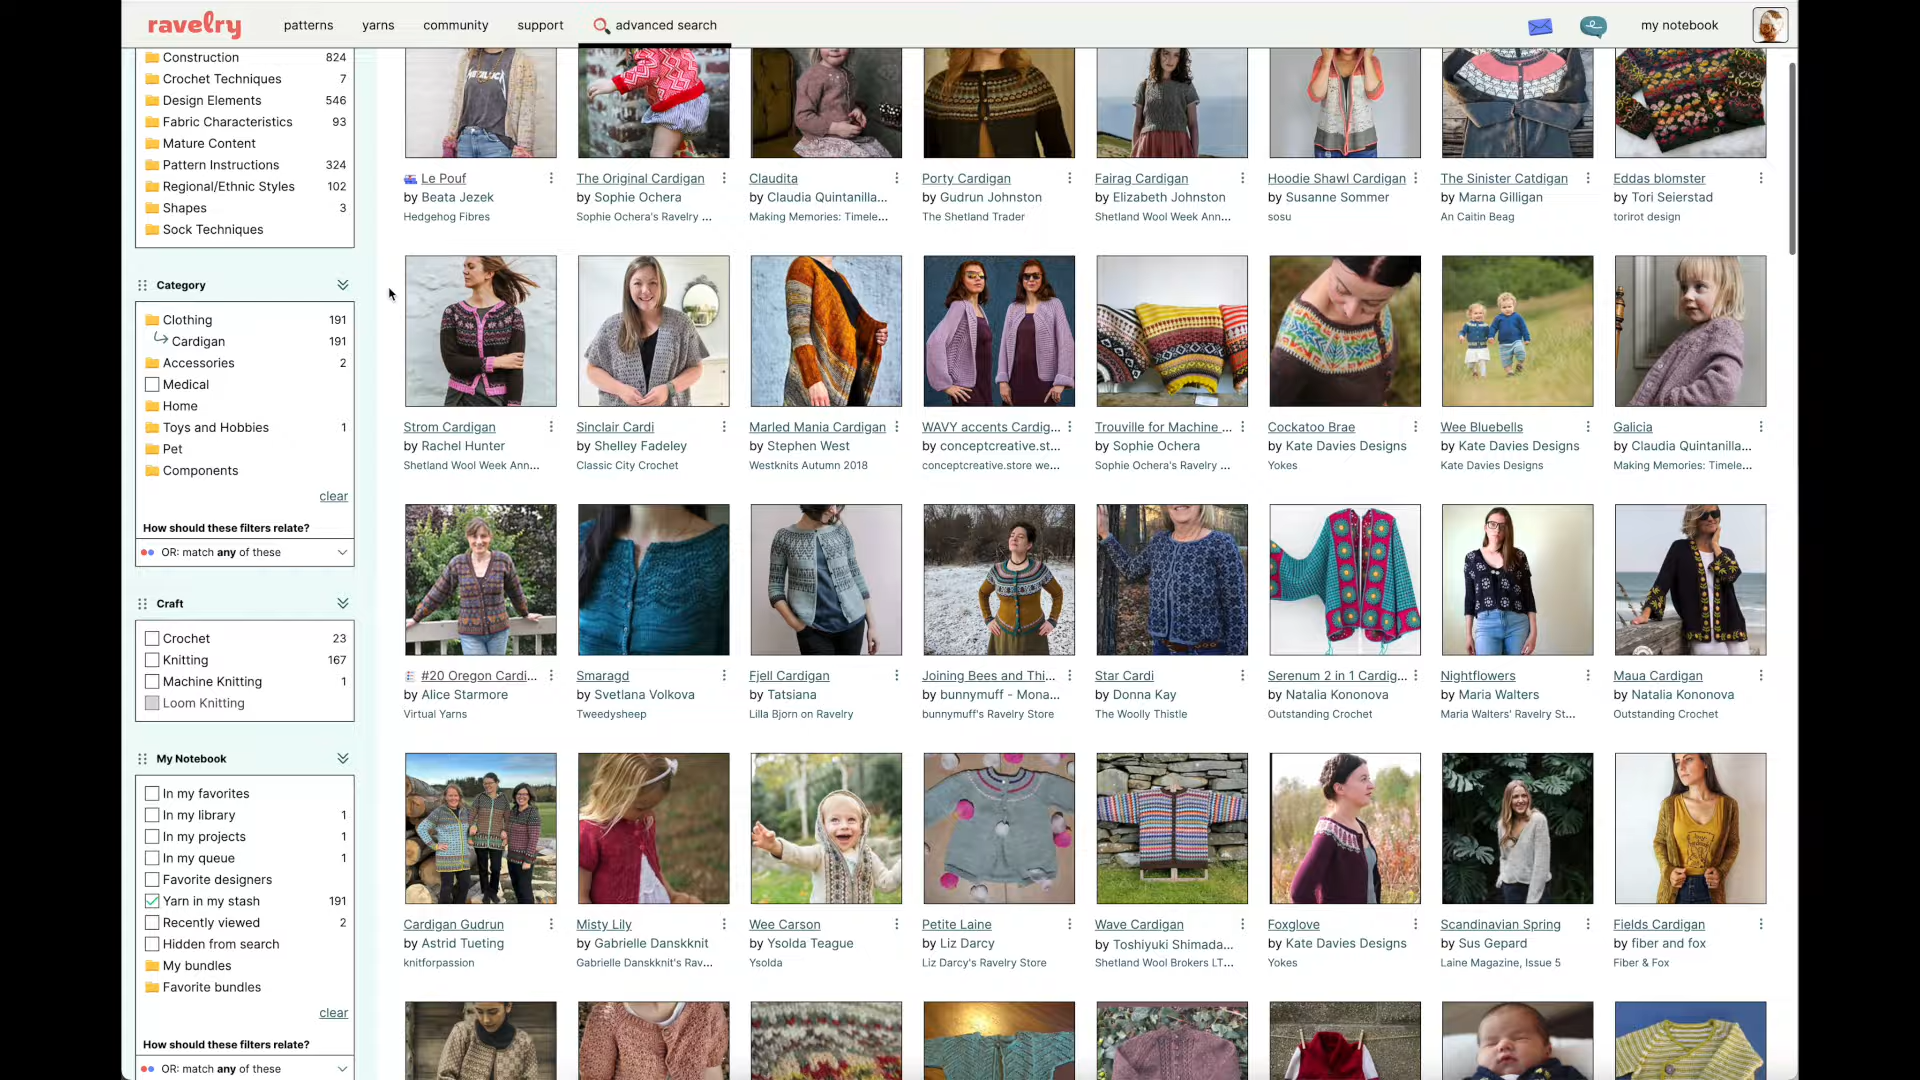 ravelry
patterns
yarns
community
support
advanced search
my notebook
Construction 824
Crochet Techniques 7
Design Elements 546
Fabric Characteristics 93
Mature Content
Pattern Instructions 324
Regional/Ethnic Styles 102
Shapes 3
Sock Techniques
Category
Clothing 191
Cardigan 191
Accessories 2
Medical
Home
Toys and Hobbies 1
Pet
Components
clear
How should these filters relate?
OR: match any of these
Craft
Crochet 23
Knitting 167
Machine Knitting 1
Loom Knitting
My Notebook
In my favorites
In my library 1
In my projects 1
In my queue 1
Favorite designers
Yarn in my stash 191
Recently viewed 2
Hidden from search
My bundles
Favorite bundles
clear
How should these filters relate?
OR: match any of these
Le Pouf
by Beata Jezek
Hedgehog Fibres
The Original Cardigan
by Sophie Ochera
Sophie Ochera's Ravelry ...
Claudita
by Claudia Quintanilla...
Making Memories: Timele...
Porty Cardigan
by Gudrun Johnston
The Shetland Trader
Fairag Cardigan
by Elizabeth Johnston
Shetland Wool Week Ann...
Hoodie Shawl Cardigan
by Susanne Sommer
sosu
The Sinister Catdigan
by Marna Gilligan
An Caitin Beag
Eddas blomster
by Tori Seierstad
torirot design
Strom Cardigan
by Rachel Hunter
Shetland Wool Week Ann...
Sinclair Cardi
by Shelley Fadeley
Classic City Crochet
Marled Mania Cardigan
by Stephen West
Westknits Autumn 2018
WAVY accents Cardig...
by conceptcreative.st...
conceptcreative.store we...
Trouville for Machine ...
by Sophie Ochera
Sophie Ochera's Ravelry ...
Cockatoo Brae
by Kate Davies Designs
Yokes
Wee Bluebells
by Kate Davies Designs
Kate Davies Designs
Galicia
by Claudia Quintanilla...
Making Memories: Timele...
#20 Oregon Cardi...
by Alice Starmore
Virtual Yarns
Smaragd
by Svetlana Volkova
Tweedysheep
Fjell Cardigan
by Tatsiana
Lilla Bjorn on Ravelry
Joining Bees and Thi...
by bunnymuff - Mona...
bunnymuff's Ravelry Store
Star Cardi
by Donna Kay
The Woolly Thistle
Serenum 2 in 1 Cardig...
by Natalia Kononova
Outstanding Crochet
Nightflowers
by Maria Walters
Maria Walters' Ravelry St...
Maua Cardigan
by Natalia Kononova
Outstanding Crochet
Cardigan Gudrun
by Astrid Tueting
knitforpassion
Misty Lily
by Gabrielle Danskknit
Gabrielle Danskknit's Rav...
Wee Carson
by Ysolda Teague
Ysolda
Petite Laine
by Liz Darcy
Liz Darcy's Ravelry Store
Wave Cardigan
by Toshiyuki Shimada...
Shetland Wool Brokers LT...
Foxglove
by Kate Davies Designs
Yokes
Scandinavian Spring
by Sus Gepard
Laine Magazine, Issue 5
Fields Cardigan
by fiber and fox
Fiber & Fox